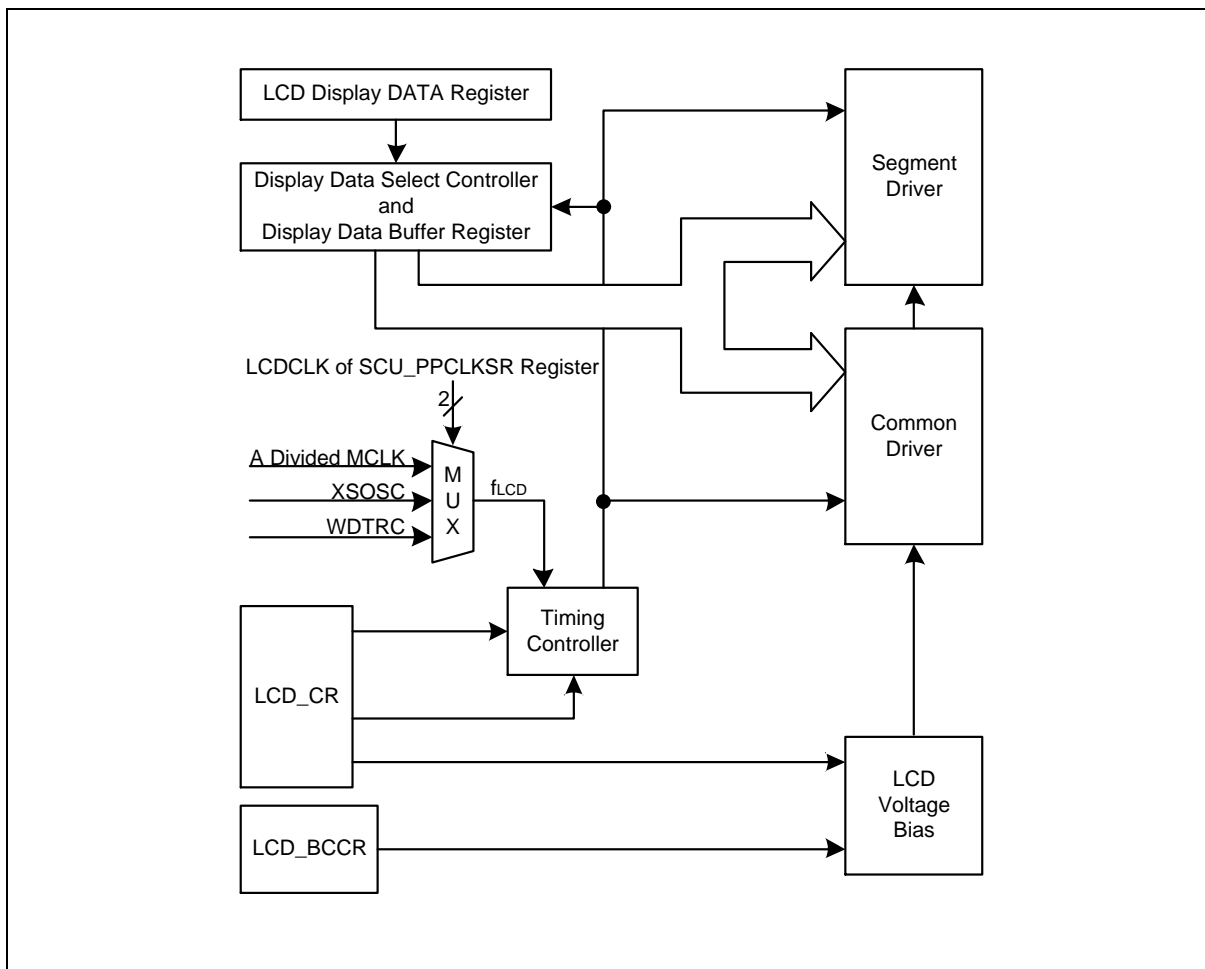 LCD Display DATA Register
Segment
Driver
Display Data Select Controller
and
Display Data Buffer Register
LCDCLK of SCU_PPCLKSR Register
2
Common
Driver
A Divided MCLK
XSOSC
WDTRC
M
U
X
fLCD
Timing
Controller
LCD_CR
LCD
Voltage
Bias
LCD_BCCR